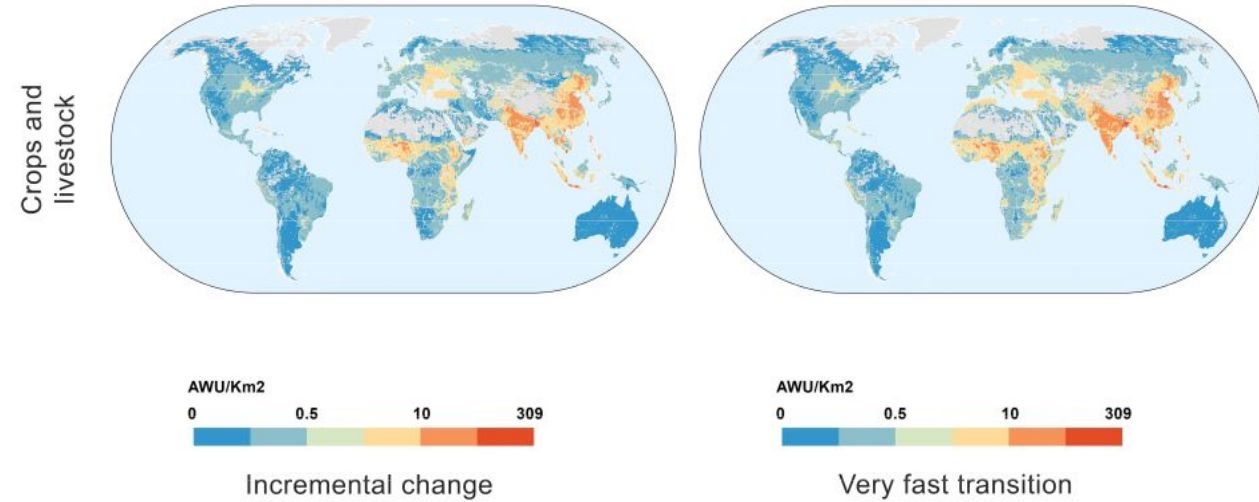 Crops and
livestock
AWU/Km2
0 0.5 10 309
Incremental change
AWU/Km2
0 0.5 10 309
Very fast transition